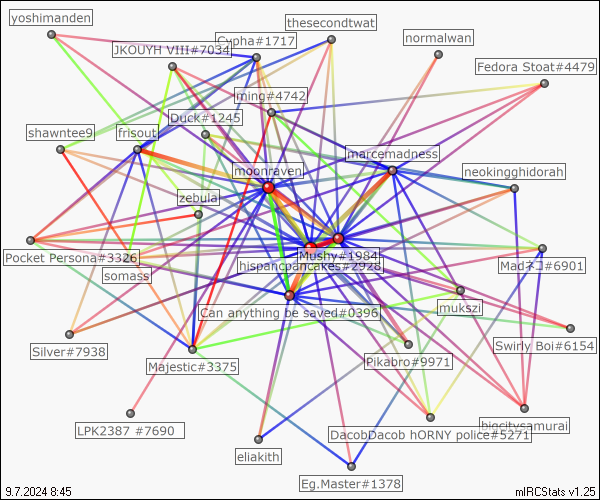 yoshimanden
thesecondtwat
normalwan
Cypha#1717
JKOUYH VIII#7034
Fedora Stoat#4479
ming#4742
Duck#1245
shawntee9
frisout
marcemadness
moonraven
neokingghidorah
zebula
Pocket Persona#3326
Mushy#1984
hispancpancakes#2928
MadネコI#6901
somass
mukszi
Can anything be saved#0396
Swirly Boi#6154
Silver#7938
Majestic#3375
Pikabro#9971
LPK2387 #7690
bigcitysamurai
DacobDacob hORNY police#5271
eliakith
Eg.Master#1378
9.7.2024 8:45
mIRCStats v1.25